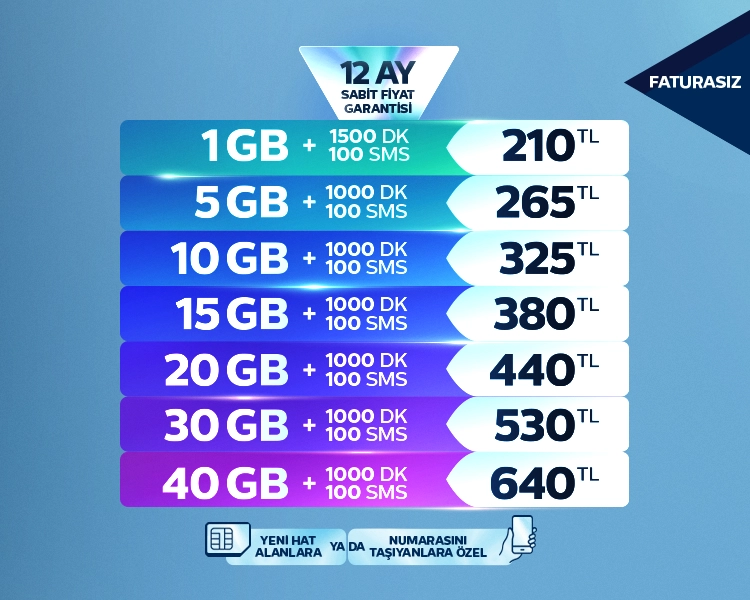 12 AY
SABİT FİYAT
GARANTİSİ
FATURASIZ
1 GB + 1500 DK
100 SMS
210 TL
5 GB + 1000 DK
100 SMS
265 TL
10 GB + 1000 DK
100 SMS
325 TL
15 GB + 1000 DK
100 SMS
380 TL
20 GB + 1000 DK
100 SMS
440 TL
30 GB + 1000 DK
100 SMS
530 TL
40 GB + 1000 DK
100 SMS
640 TL
YENİ HAT
ALANLARA
YA DA
NUMARASINI
TAŞIYANLARA ÖZEL